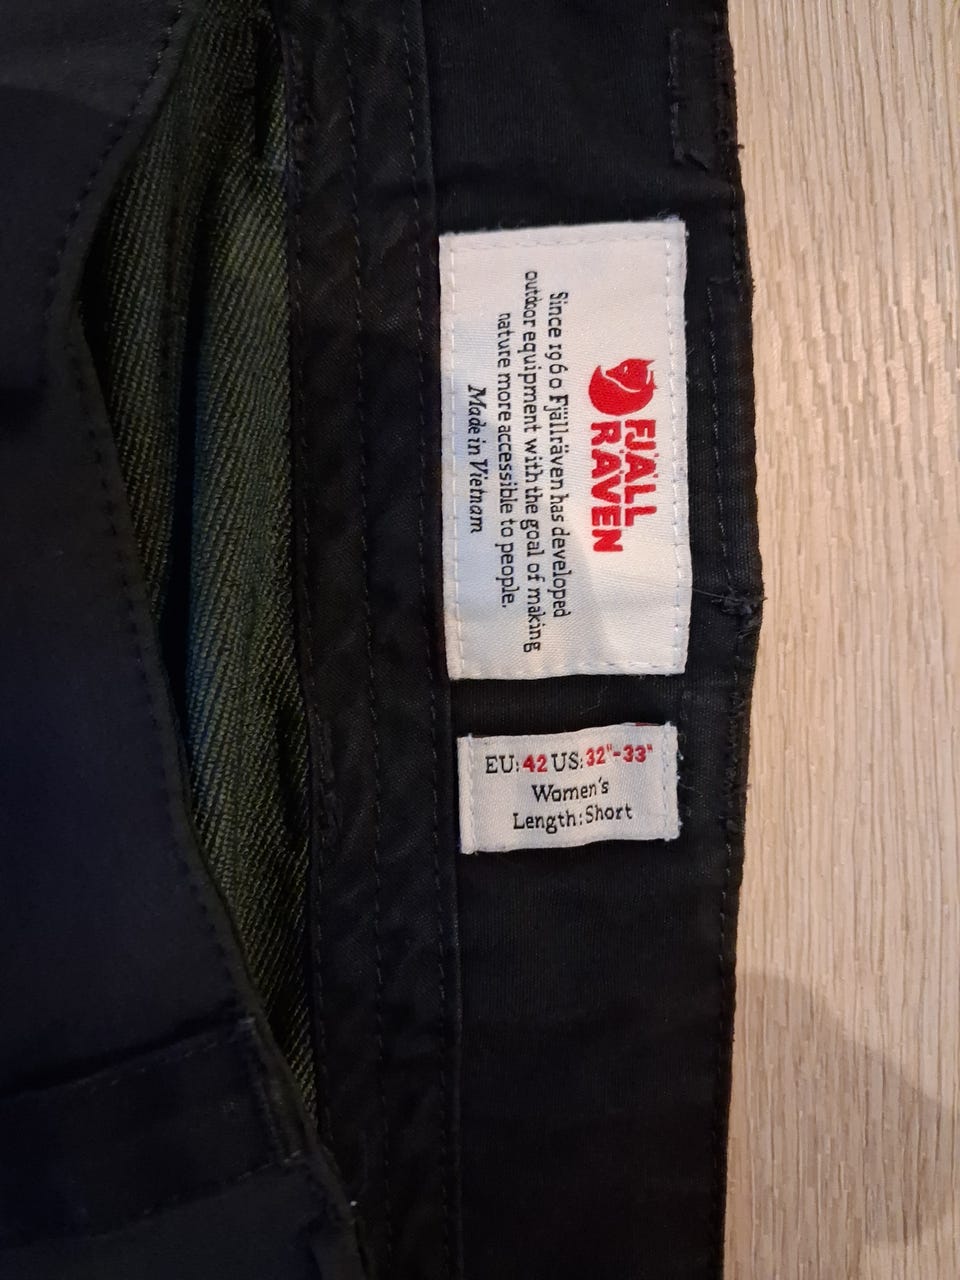 FJÄLL
RÄVEN
Since 1960 Fjällräven has developed
outdoor equipment with the goal of making
nature more accessible to people.
Made in Vietnam
EU: 42 US: 32"-33"
Women's
Length: Short